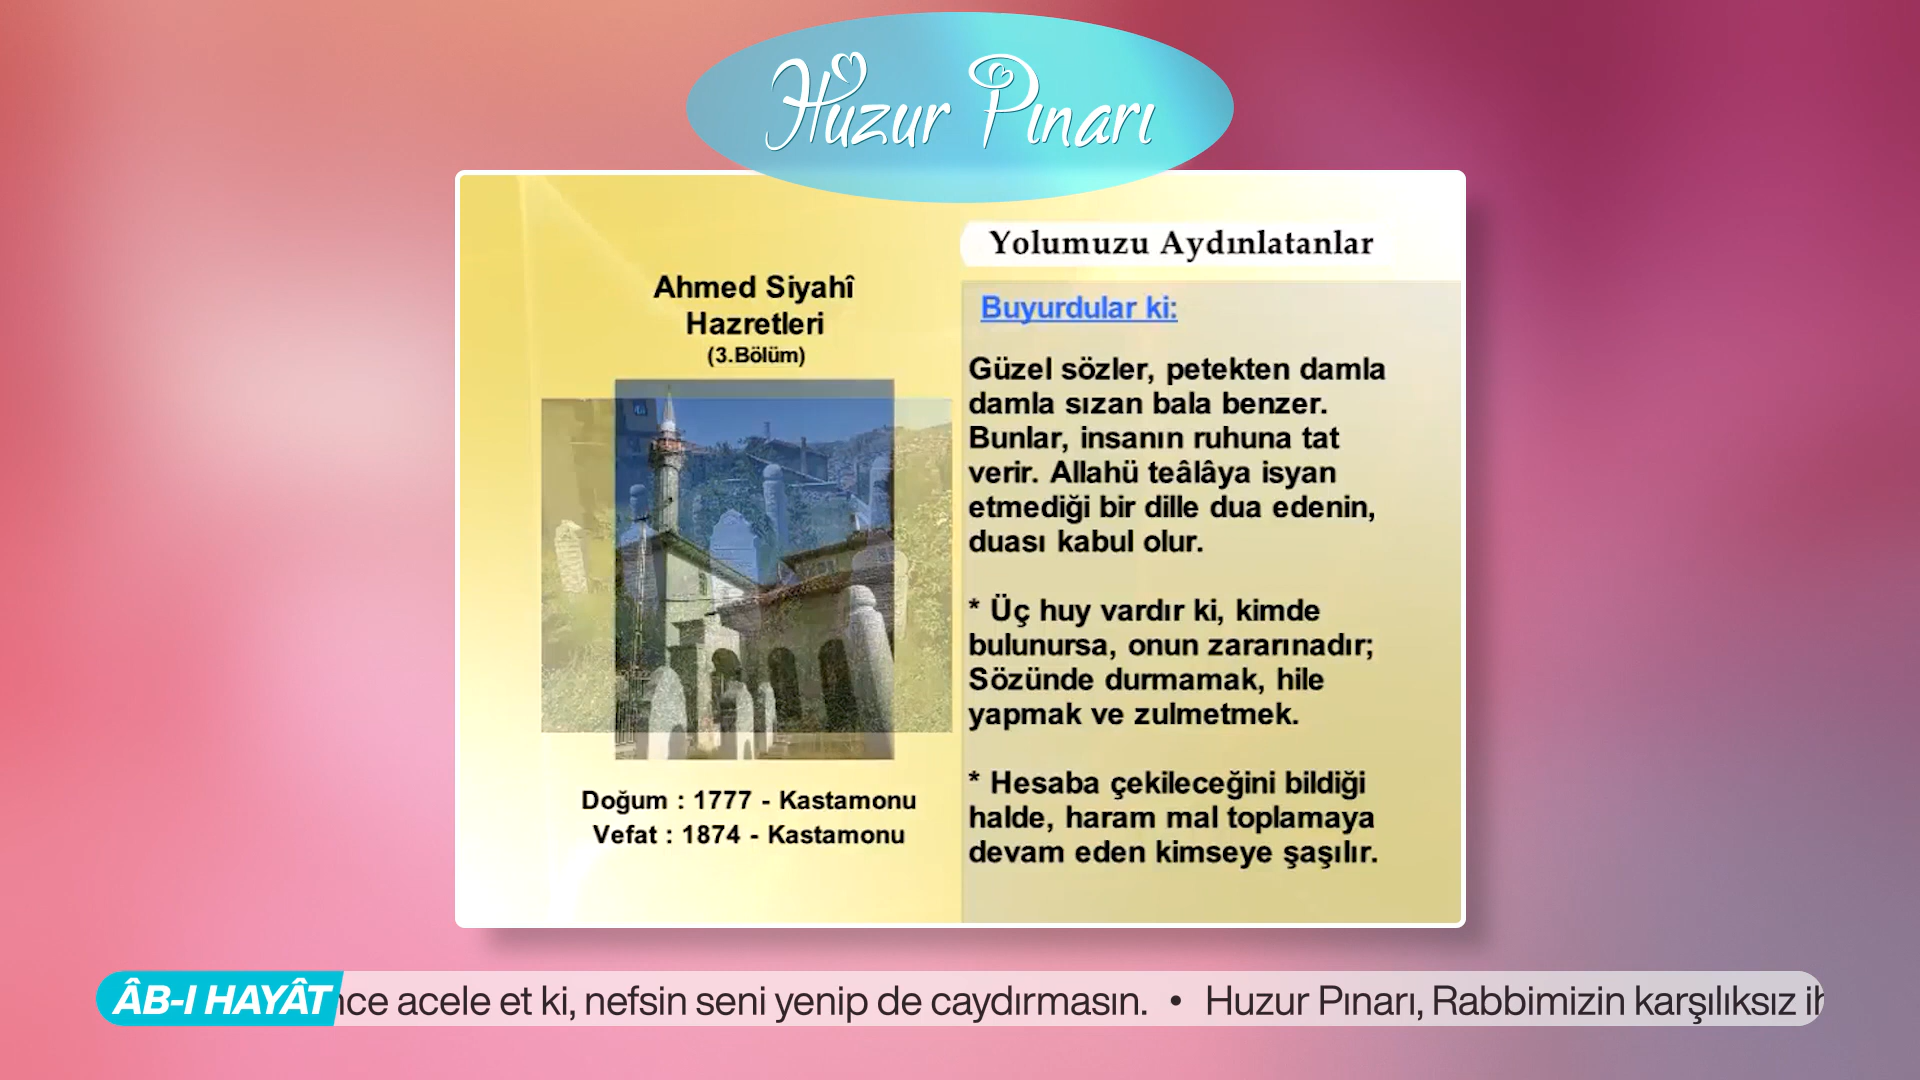 Huzur Pınarı
Yolumuzu Aydınlatanlar
Ahmed Siyahî
Hazretleri
(3.Bölüm)
Doğum : 1777 - Kastamonu
Vefat : 1874 - Kastamonu
Buyurdular ki:
Güzel sözler, petekten damla
damla sızan bala benzer.
Bunlar, insanın ruhuna tat
verir. Allahü teâlâya isyan
etmediği bir dille dua edenin,
duası kabul olur.
* Üç huy vardır ki, kimde
bulunursa, onun zararınadır;
Sözünde durmamak, hile
yapmak ve zulmetmek.
* Hesaba çekileceğini bildiği
halde, haram mal toplamaya
devam eden kimseye şaşılır.
ÂB-I HAYÂT
acele et ki, nefsin seni yenip de caydırmasın. • Huzur Pınarı, Rabbimizin karşılıksız